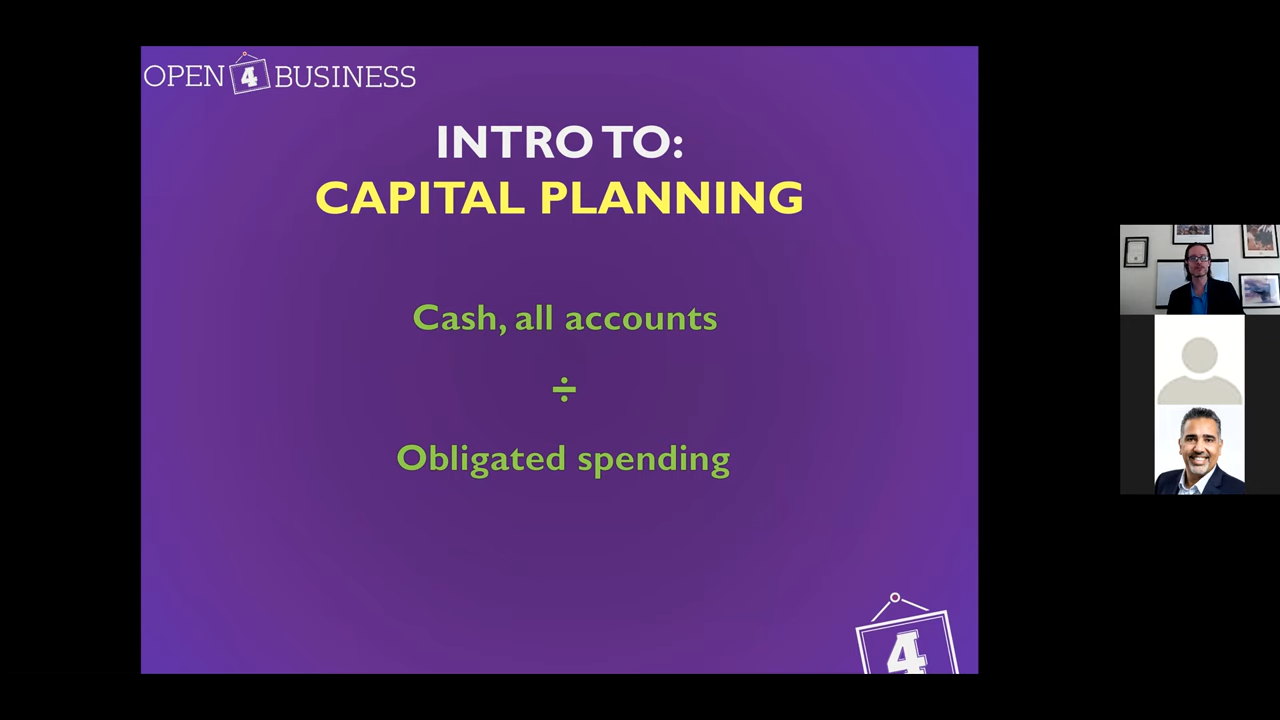 OPEN 4 BUSINESS
INTRO TO:
CAPITAL PLANNING
Cash, all accounts
÷
Obligated spending
4